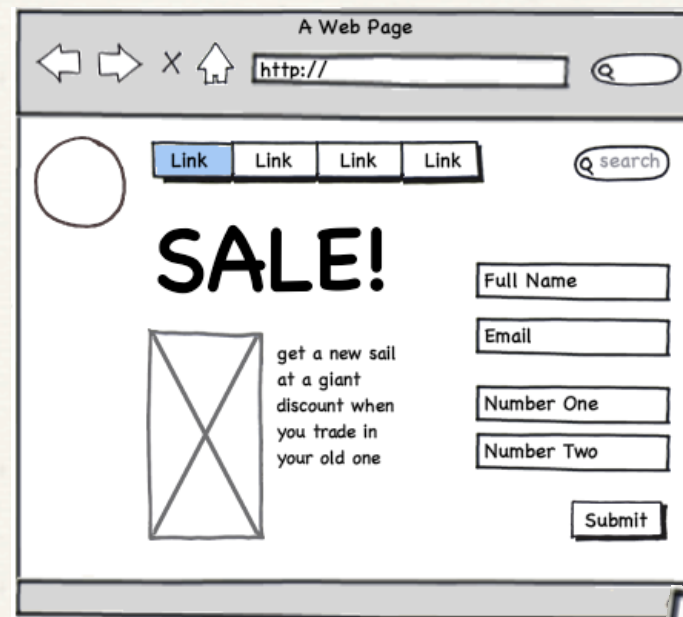 A Web Page
http://
Link Link Link Link
search
SALE!
get a new sail
at a giant
discount when
you trade in
your old one
Full Name
Email
Number One
Number Two
Submit